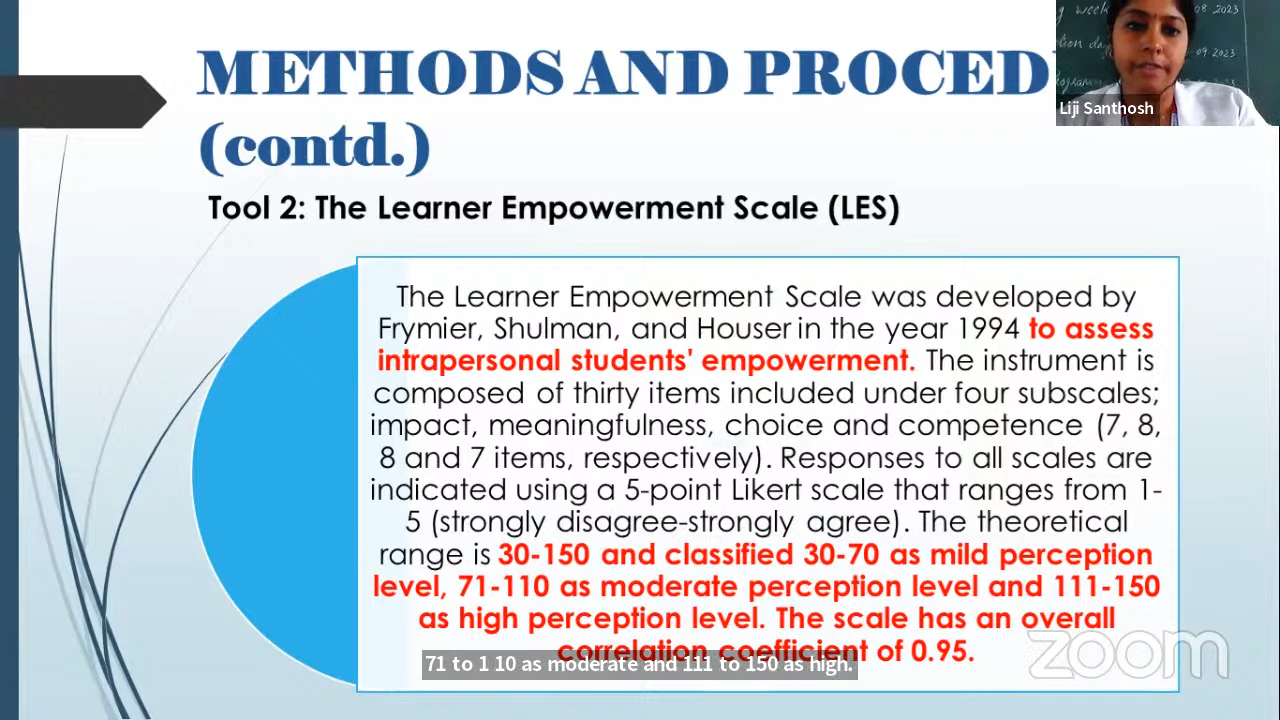 METHODS AND PROCED
(contd.)
Tool 2: The Learner Empowerment Scale (LES)
The Learner Empowerment Scale was developed by
Frymier, Shulman, and Houser in the year 1994 to assess
intrapersonal students' empowerment. The instrument is
composed of thirty items included under four subscales;
impact, meaningfulness, choice and competence (7, 8,
8 and 7 items, respectively). Responses to all scales are
indicated using a 5-point Likert scale that ranges from 1-
5 (strongly disagree-strongly agree). The theoretical
range is 30-150 and classified 30-70 as mild perception
level, 71-110 as moderate perception level and 111-150
as high perception level. The scale has an overall
correlation coefficient of 0.95.
71 to 1 10 as moderate and 111 to 150 as high.
zoom
week
08 2023
09 2023
Liji Santhosh